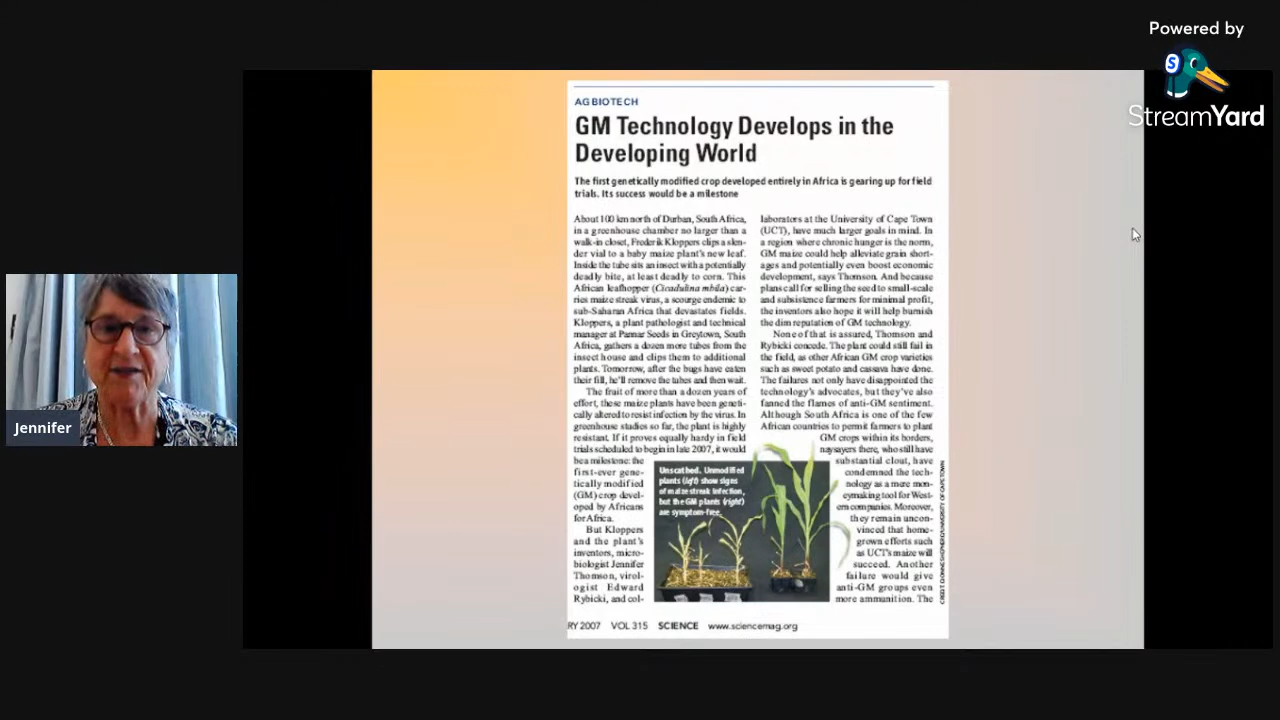 Powered by
StreamYard
AG BIOTECH
GM Technology Develops in the
Developing World
The first genetically modified crop developed entirely in Africa is gearing up for field
trials. Its success would be a milestone
About 100 km north of Durban, South Africa,
in a greenhouse chamber no larger than a
walk-in closet, Frederik Kloppers clips a slen-
der vial to a baby maize plant's new leaf.
Inside the tube sits an insect with a potentially
deadly bite, at least deadly to corn. This
African leafhopper (Cicadulina mbila) car-
ries maize streak virus, a scourge endemic to
sub-Saharan Africa that devastates fields.
Kloppers, a plant pathologist and technical
manager at Pannar Seeds in Greytown, South
Africa, gathers a dozen more tubes from the
insect house and clips them to additional
plants. Tomorrow, after the bugs have eaten
their fill, he'll remove the tubes and then wait.
The fruit of more than a dozen years of
effort, these maize plants have been geneti-
cally altered to resist infection by the virus. In
greenhouse studies so far, the plant is highly
resistant. If it proves equally hardy in field
trials scheduled to begin in late 2007, it would
be a milestone: the
first-ever gene-
tically modified
(GM) crop devel-
oped by Africans
for Africa.
But Kloppers
and the plant's
inventors, micro-
biologist Jennifer
Thomson, virol-
ogist Edward
Rybicki, and col-
laborators at the University of Cape Town
(UCT), have much larger goals in mind. In
a region where chronic hunger is the norm,
GM maize could help alleviate grain short-
ages and potentially even boost economic
development, says Thomson. And because
plans call for selling the seed to small-scale
and subsistence farmers for minimal profit,
the inventors also hope it will help burnish
the dim reputation of GM technology.
None of that is assured, Thomson and
Rybicki concede. The plant could still fail in
the field, as other African GM crop varieties
such as sweet potato and cassava have done.
The failures not only have disappointed the
technology's advocates, but they've also
fanned the flames of anti-GM sentiment.
Although South Africa is one of the few
African countries to permit farmers to plant
GM crops within its borders,
naysayers there, who still have
substantial clout, have
condemned the tech-
nology as a mere mon-
eymaking tool for West-
ern companies. Moreover,
they remain uncon-
vinced that home-
grown efforts such
as UCT's maize will
succeed. Another
failure would give
anti-GM groups even
more ammunition. The
Unscathed. Unmodified
plants (left) show signs
of maize streak infection,
but the GM plants (right)
are symptom-free.
CREDIT: DIONNE SHEPHERD/UNIVERSITY OF CAPE TOWN
RY 2007 VOL 315 SCIENCE www.sciencemag.org
Jennifer